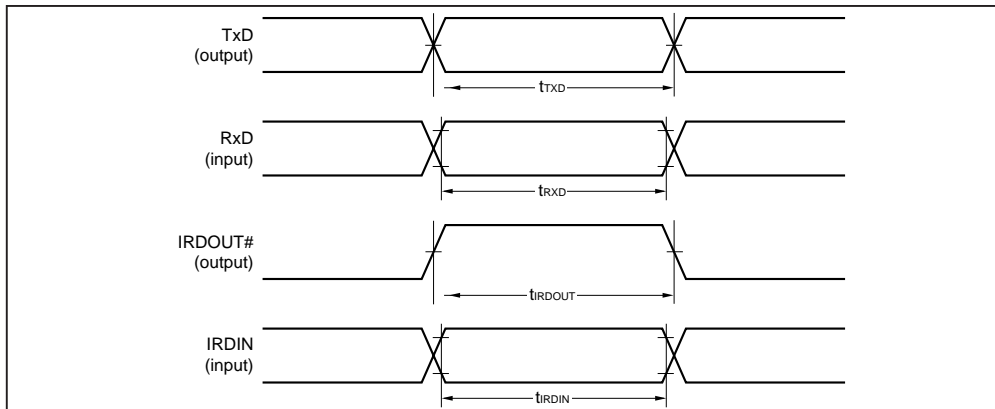 TxD
(output)
tTXD
RxD
(input)
tRXD
IRDOUT#
(output)
tIRDOUT
IRDIN
(input)
tIRDIN